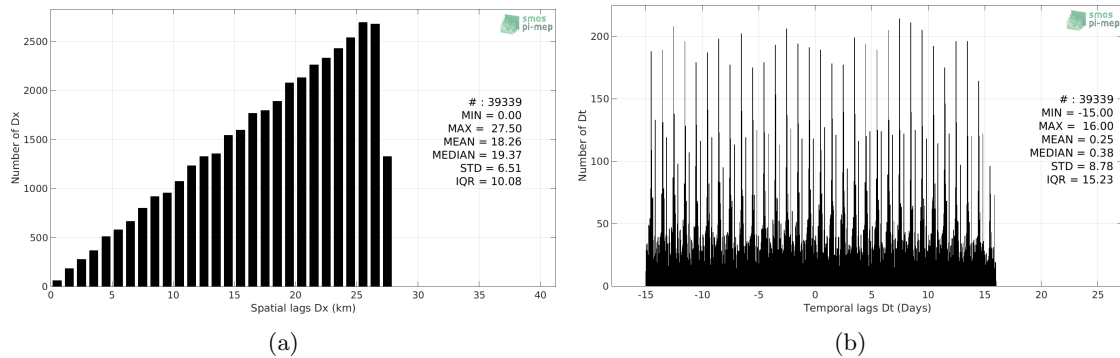 smos
pi-mep
2500
2000
1500
1000
500
0
Number of Dx
# : 39339
MIN = 0.00
MAX = 27.50
MEAN = 18.26
MEDIAN = 19.37
STD = 6.51
IQR = 10.08
0 5 10 15 20 25 30 35 40
Spatial lags Dx (km)
(a)
smos
pi-mep
200
150
100
50
0
Number of Dt
# : 39339
MIN = -15.00
MAX = 16.00
MEAN = 0.25
MEDIAN = 0.38
STD = 8.78
IQR = 15.23
-15 -10 -5 0 5 10 15 20 25
Temporal lags Dt (Days)
(b)